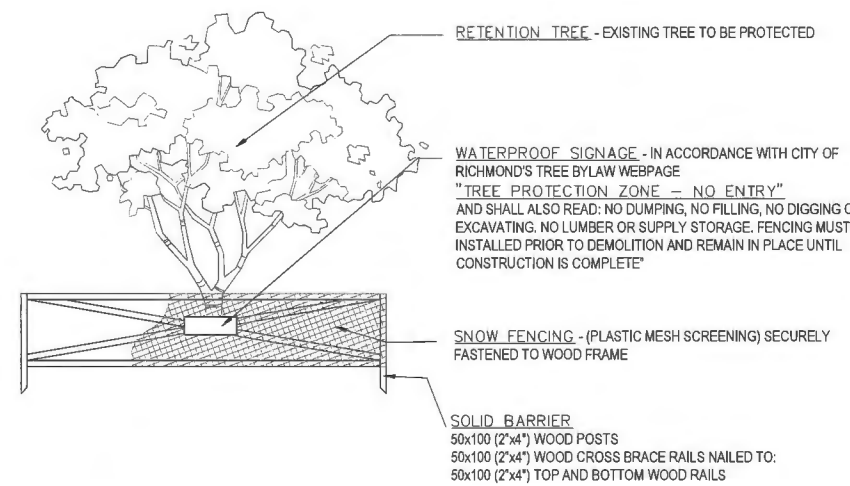 RETENTION TREE - EXISTING TREE TO BE PROTECTED
WATERPROOF SIGNAGE - IN ACCORDANCE WITH CITY OF
RICHMOND'S TREE BYLAW WEBPAGE
"TREE PROTECTION ZONE – NO ENTRY"
AND SHALL ALSO READ: NO DUMPING, NO FILLING, NO DIGGING
EXCAVATING. NO LUMBER OR SUPPLY STORAGE. FENCING MUST
INSTALLED PRIOR TO DEMOLITION AND REMAIN IN PLACE UNTIL
CONSTRUCTION IS COMPLETE"
SNOW FENCING - (PLASTIC MESH SCREENING) SECURELY
FASTENED TO WOOD FRAME
SOLID BARRIER
50x100 (2"x4") WOOD POSTS
50x100 (2"x4") WOOD CROSS BRACE RAILS NAILED TO:
50x100 (2"x4") TOP AND BOTTOM WOOD RAILS